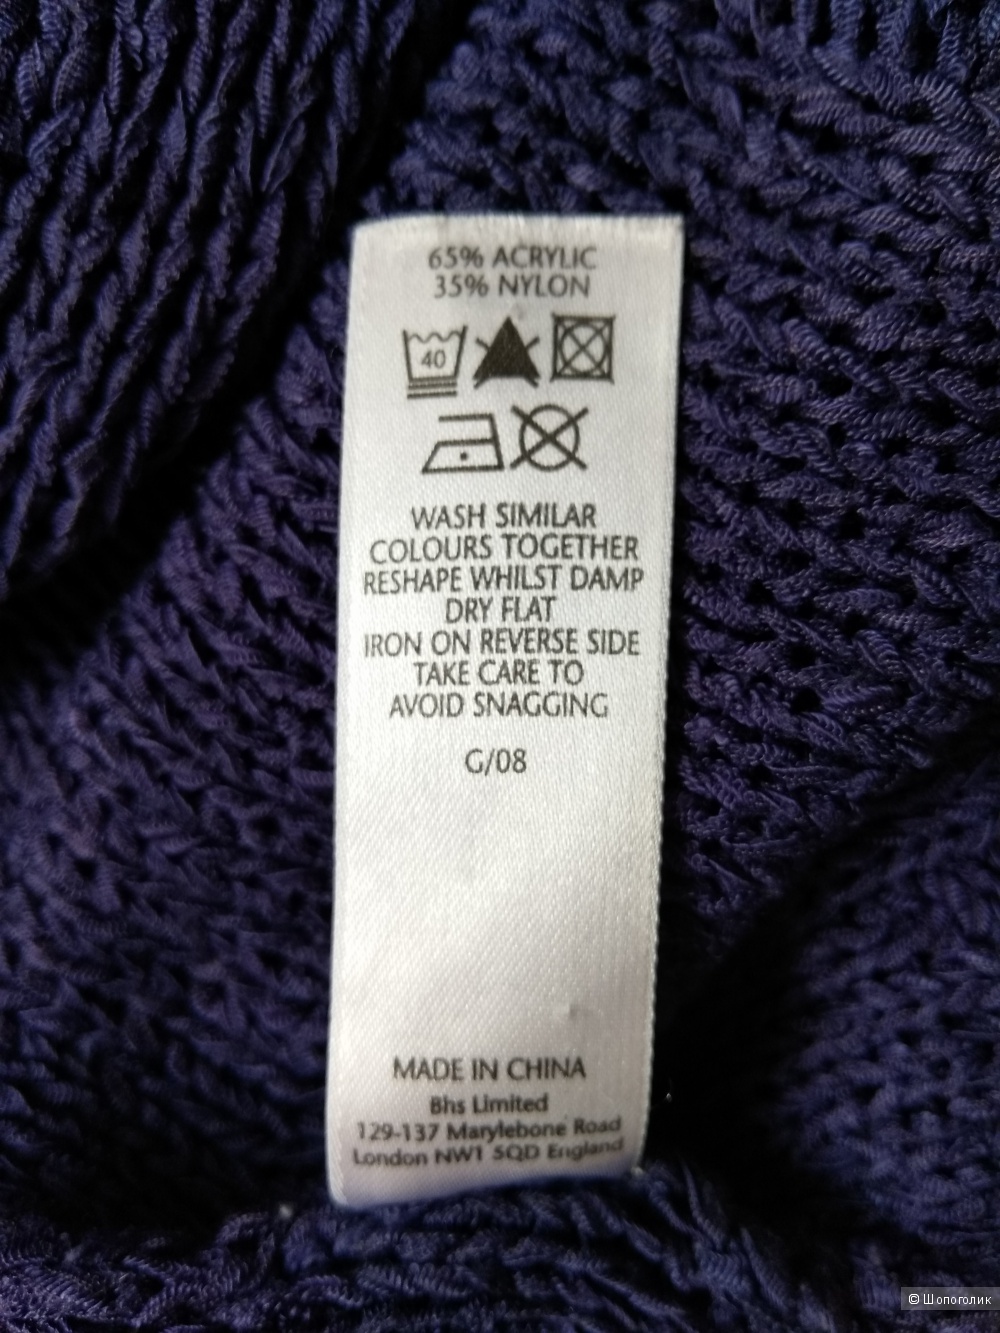 65% ACRYLIC
35% NYLON
40
WASH SIMILAR
COLOURS TOGETHER
RESHAPE WHILST DAMP
DRY FLAT
IRON ON REVERSE SIDE
TAKE CARE TO
AVOID SNAGGING
G/08
MADE IN CHINA
Bhs Limited
129-137 Marylebone Road
London NW1 5QD England
© Шопоголик